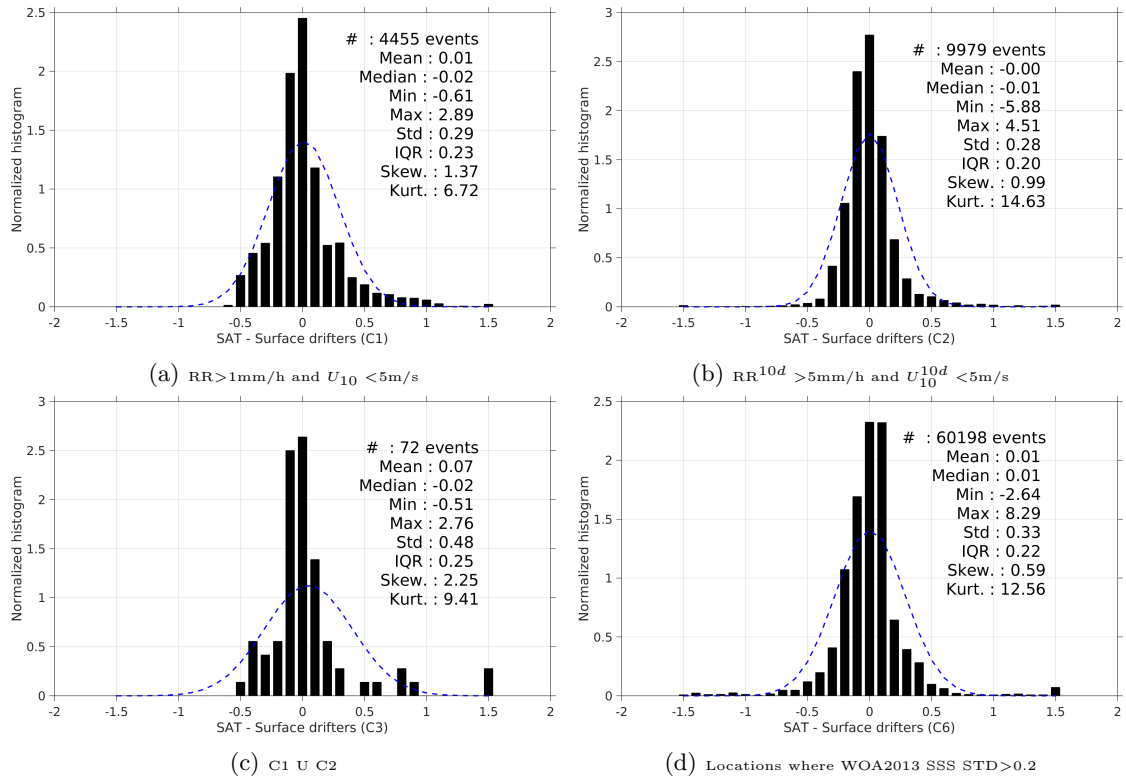 2.5
2
1.5
1
0.5
0
Normalized histogram
# : 4455 events
Mean : 0.01
Median : -0.02
Min : -0.61
Max : 2.89
Std : 0.29
IQR : 0.23
Skew. : 1.37
Kurt. : 6.72
-2 -1.5 -1 -0.5 0 0.5 1 1.5 2
SAT - Surface drifters (C1)
(a) RR>1mm/h and U10 <5m/s
3
2.5
2
1.5
1
0.5
0
Normalized histogram
# : 9979 events
Mean : -0.00
Median : -0.01
Min : -5.88
Max : 4.51
Std : 0.28
IQR : 0.20
Skew. : 0.99
Kurt. : 14.63
-2 -1.5 -1 -0.5 0 0.5 1 1.5 2
SAT - Surface drifters (C2)
(b) RR10d >5mm/h and U10d10 <5m/s
3
2.5
2
1.5
1
0.5
0
Normalized histogram
# : 72 events
Mean : 0.07
Median : -0.02
Min : -0.51
Max : 2.76
Std : 0.48
IQR : 0.25
Skew. : 2.25
Kurt. : 9.41
-2 -1.5 -1 -0.5 0 0.5 1 1.5 2
SAT - Surface drifters (C3)
(c) C1 U C2
2.5
2
1.5
1
0.5
0
Normalized histogram
# : 60198 events
Mean : 0.01
Median : 0.01
Min : -2.64
Max : 8.29
Std : 0.33
IQR : 0.22
Skew. : 0.59
Kurt. : 12.56
-2 -1.5 -1 -0.5 0 0.5 1 1.5 2
SAT - Surface drifters (C6)
(d) Locations where WOA2013 SSS STD>0.2